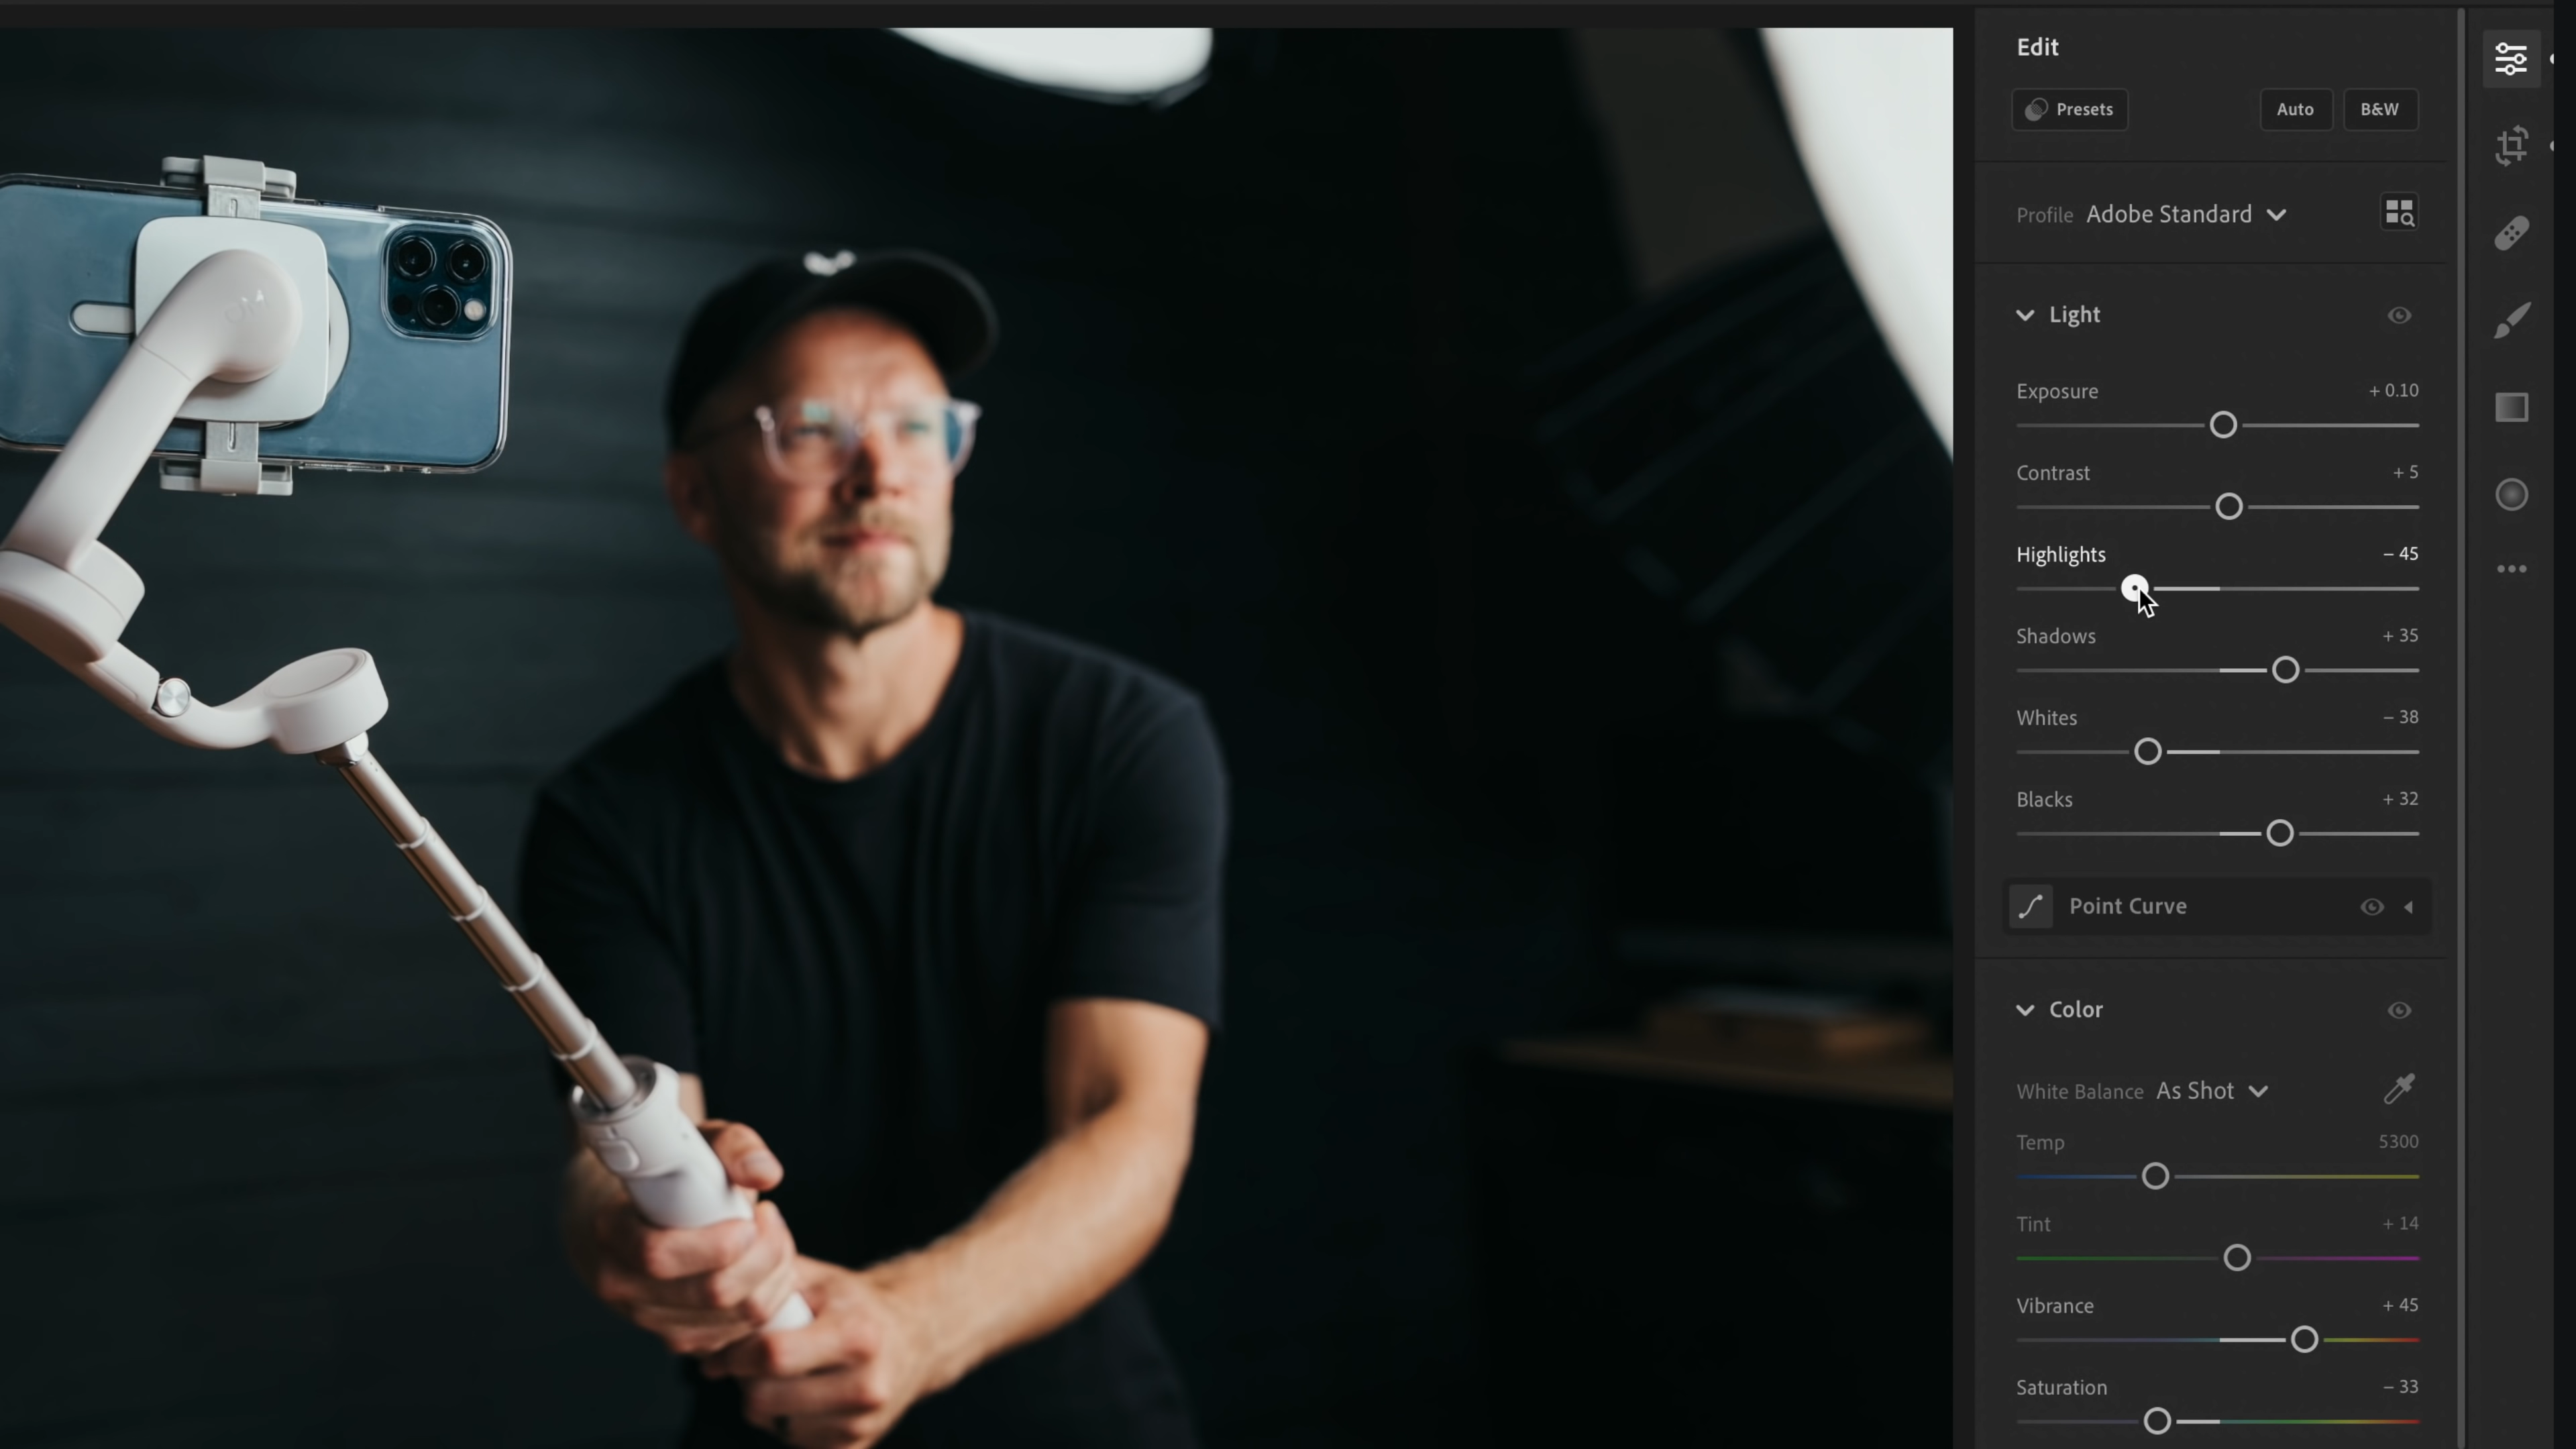 Edit
Presets Auto B&W
Profile Adobe Standard
Light
Exposure + 0.10
Contrast + 5
Highlights – 45
Shadows + 35
Whites – 38
Blacks + 32
Point Curve
Color
White Balance As Shot
Temp 5300
Tint + 14
Vibrance + 45
Saturation – 33